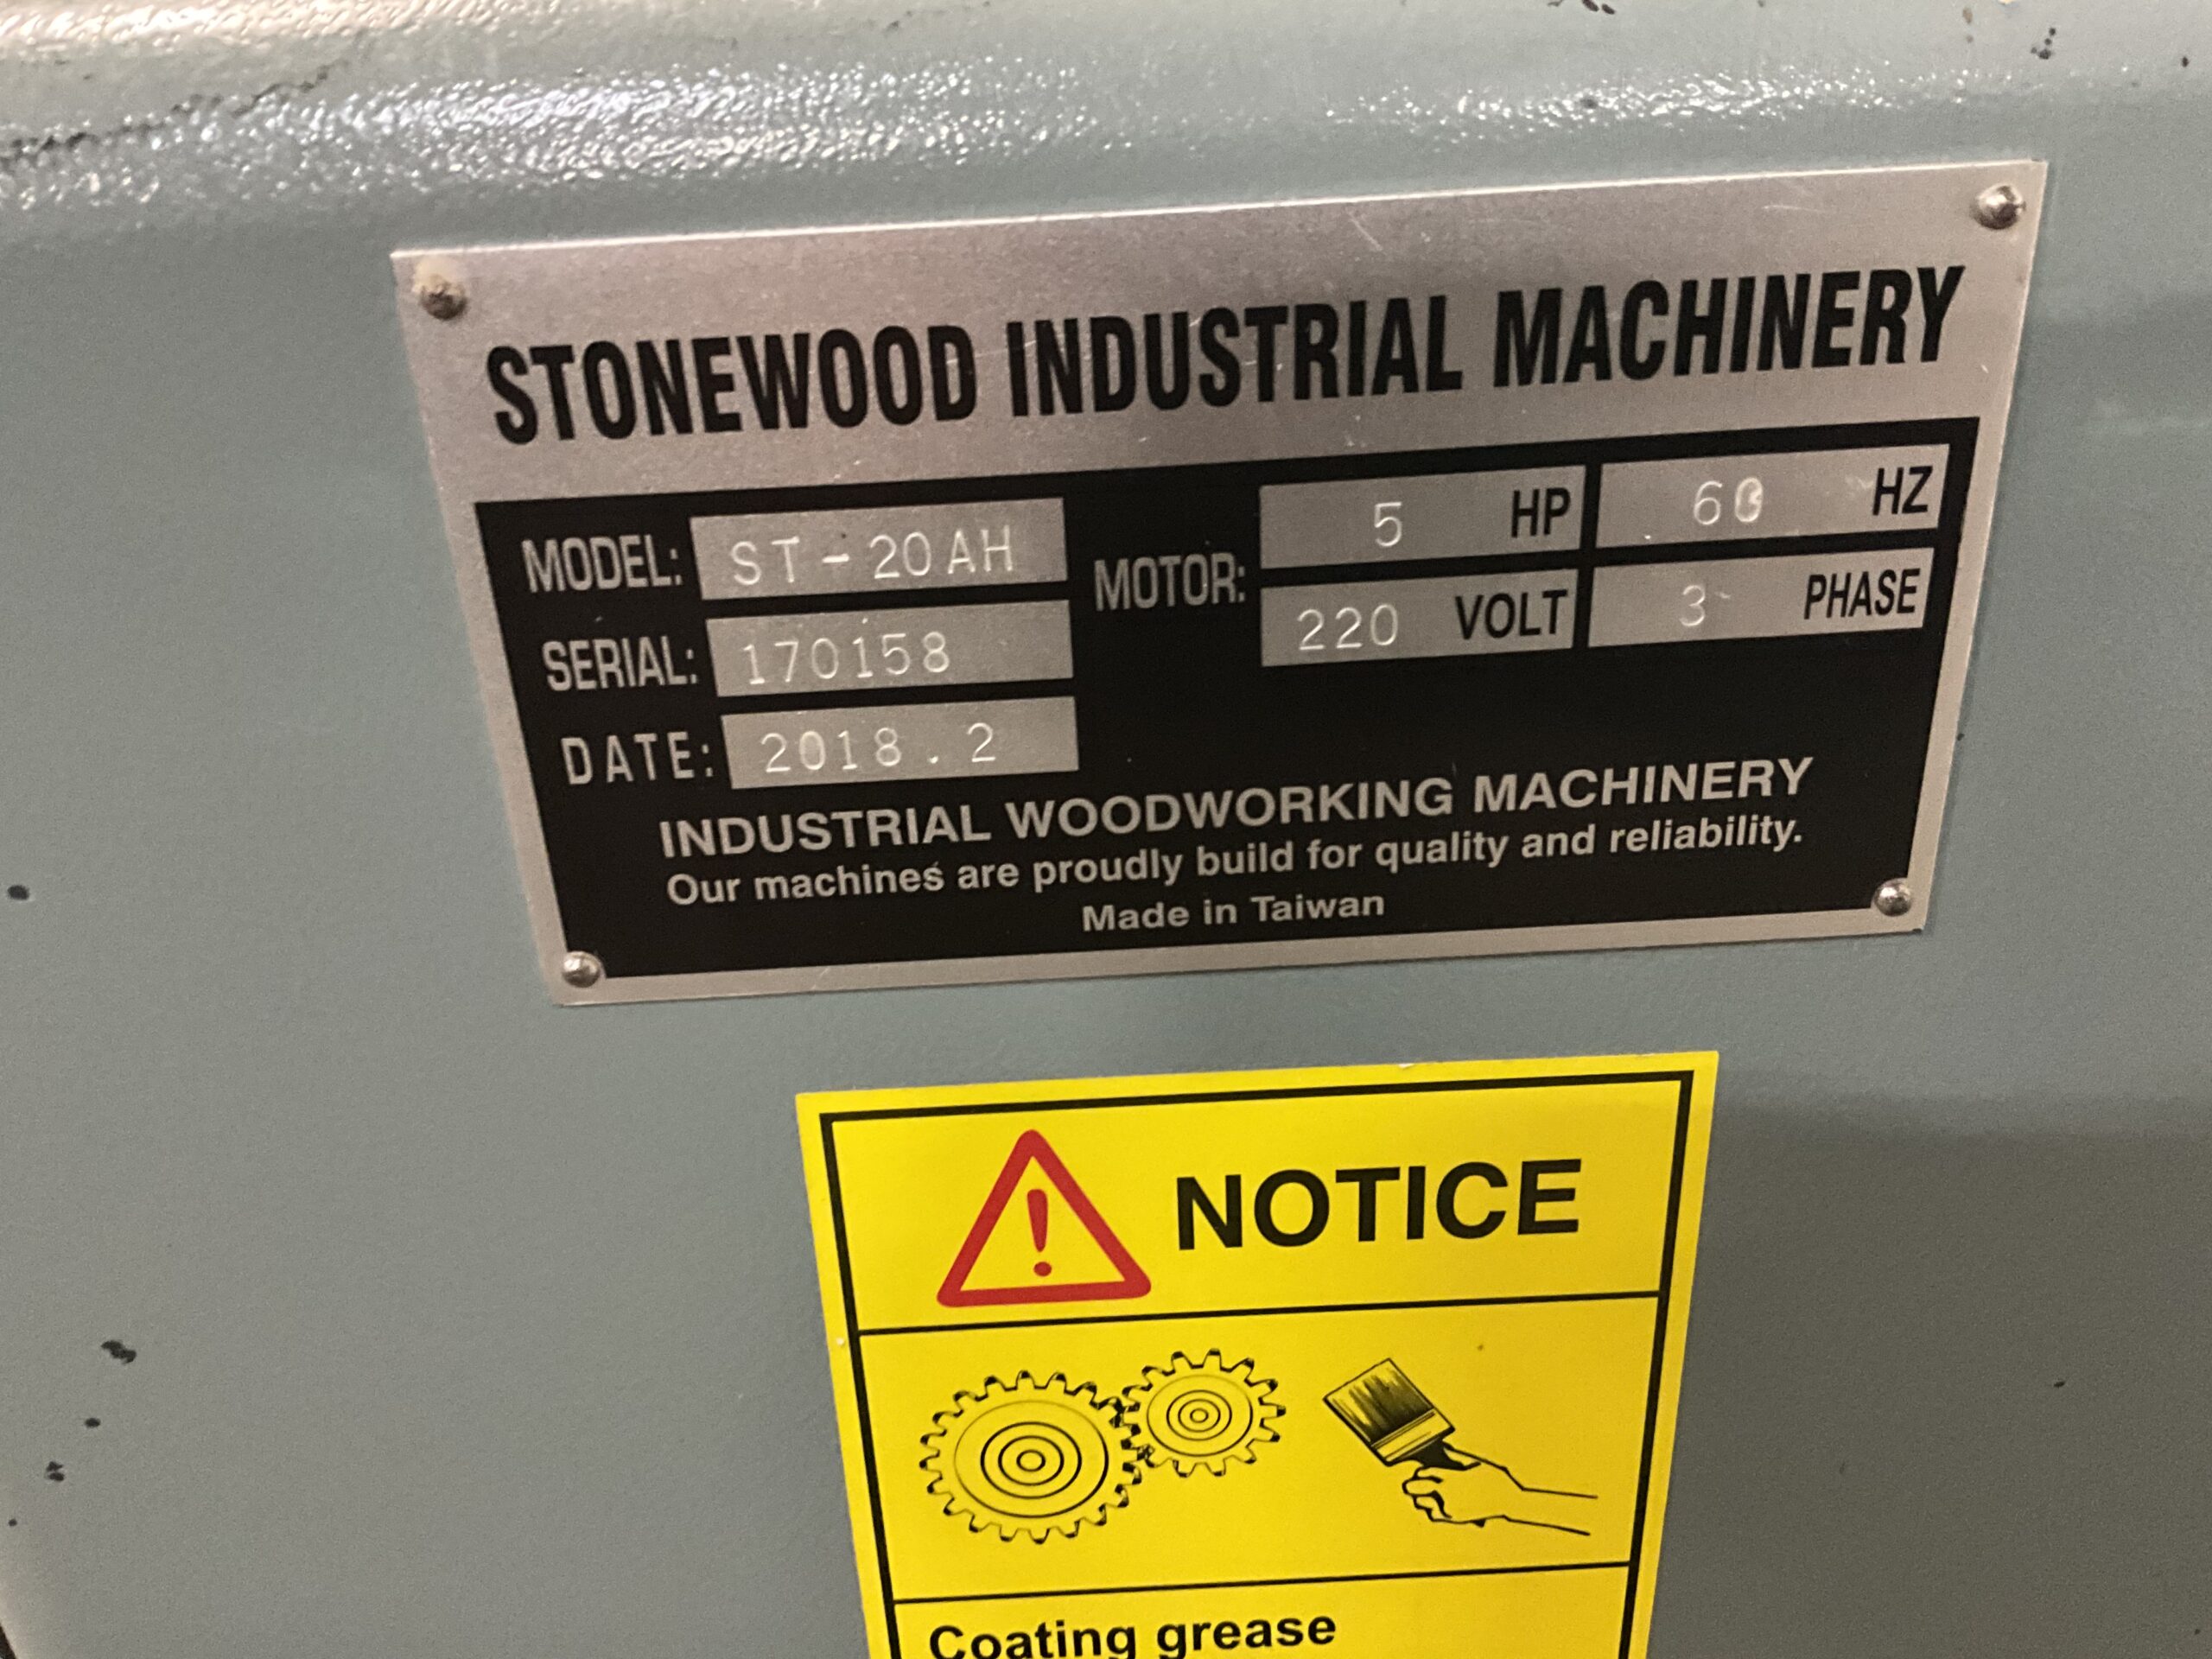 STONEWOOD INDUSTRIAL MACHINERY
MODEL: ST-20AH
SERIAL: 170158
DATE: 2018.2
MOTOR: 5 HP 60 HZ
220 VOLT 3 PHASE
INDUSTRIAL WOODWORKING MACHINERY
Our machines are proudly build for quality and reliability.
Made in Taiwan
NOTICE
Coating grease